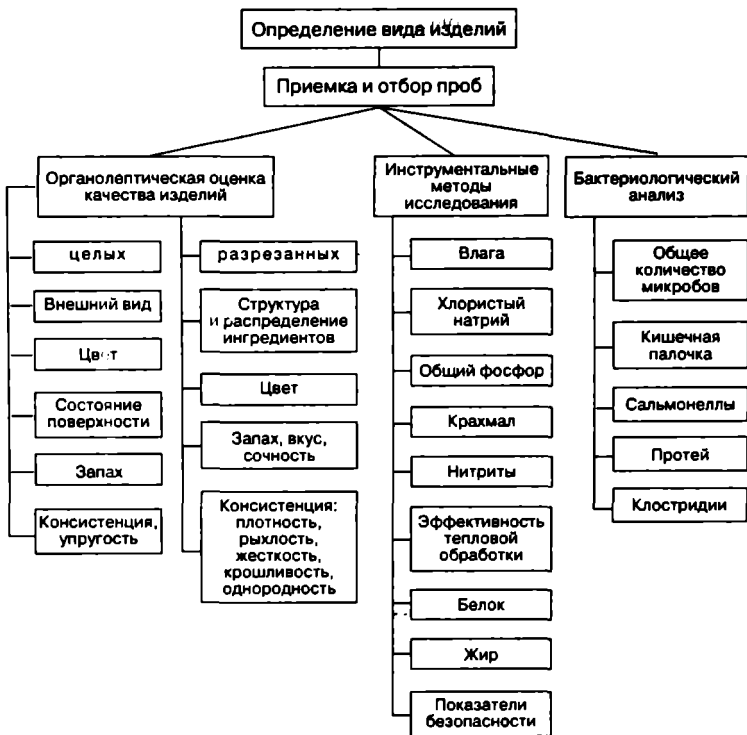 Определение вида изделий
Приемка и отбор проб
Органолептическая оценка
качества изделий
целых
Внешний вид
Цвет
Состояние
поверхности
Запах
Консистенция,
упругость
разрезанных
Структура
и распределение
ингредиентов
Цвет
Запах, вкус,
сочность
Консистенция:
плотность,
рыхлость,
жесткость,
крошливость,
однородность
Инструментальные
методы
исследования
Влага
Хлористый
натрий
Общий фосфор
Крахмал
Нитриты
Эффективность
тепловой
обработки
Белок
Жир
Показатели
безопасности
Бактериологический
анализ
Общее
количество
микробов
Кишечная
палочка
Сальмонеллы
Протей
Клостридии